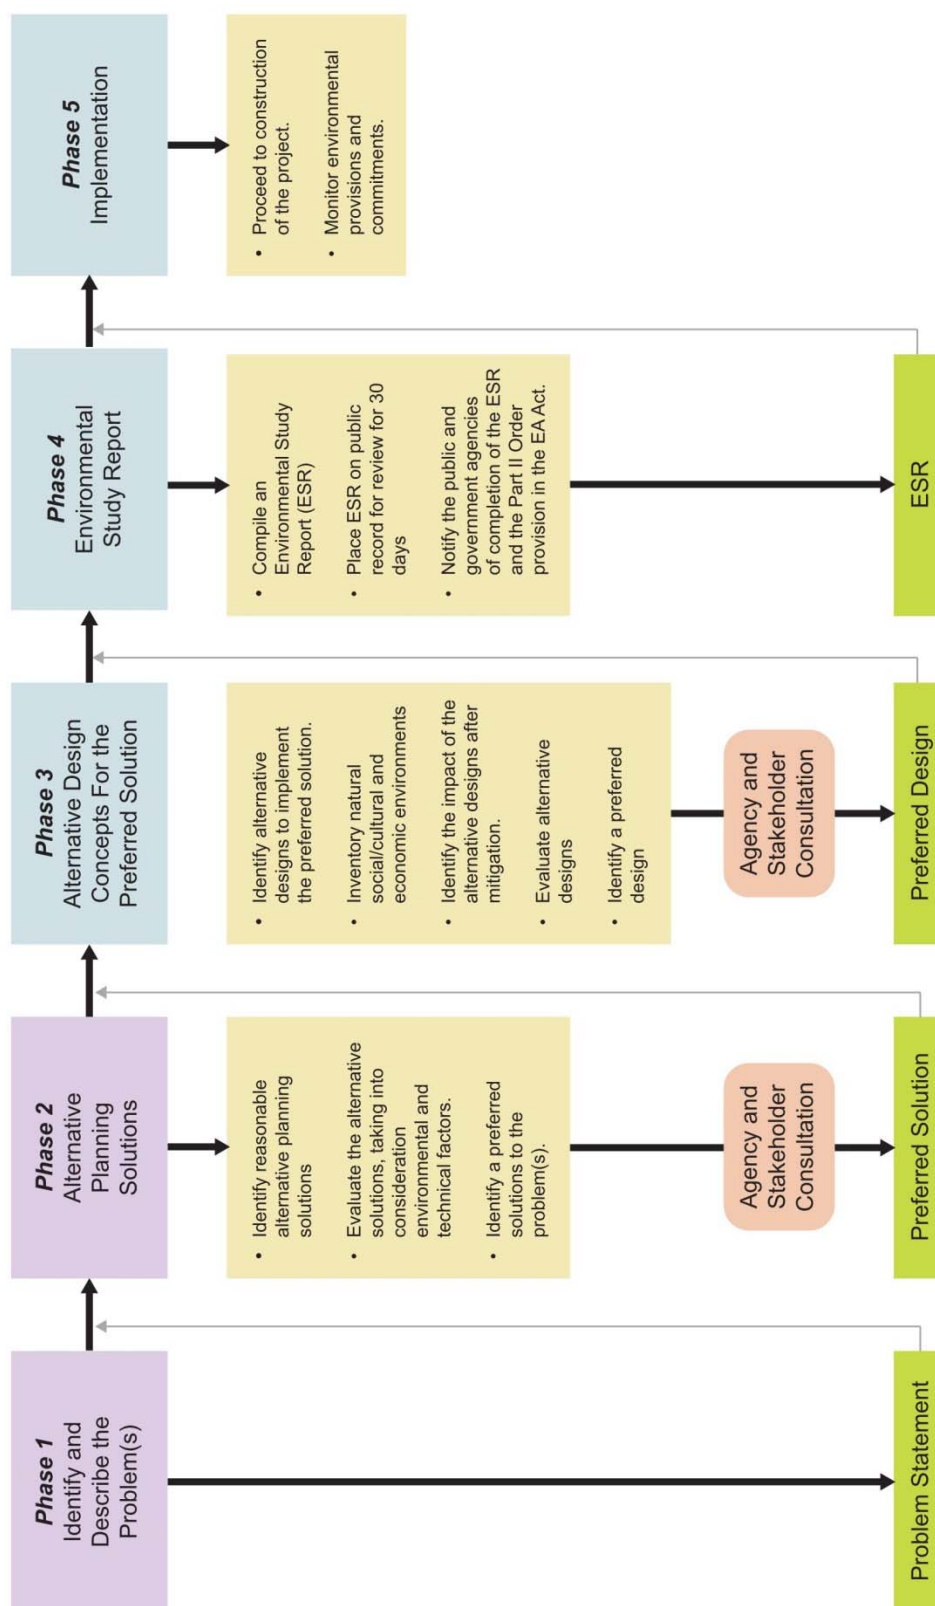 Phase 1
Identify and
Describe the
Problem(s)
Problem Statement
Phase 2
Alternative
Planning
Solutions
• Identify reasonable
alternative planning
solutions
• Evaluate the alternative
solutions, taking into
consideration
environmental and
technical factors.
• Identify a preferred
solutions to the
problem(s).
Agency and
Stakeholder
Consultation
Preferred Solution
Phase 3
Alternative Design
Concepts For the
Preferred Solution
• Identify alternative
designs to implement
the preferred solution.
• Inventory natural
social/cultural and
economic environments
• Identify the impact of the
alternative designs after
mitigation.
• Evaluate alternative
designs
• Identify a preferred
design
Agency and
Stakeholder
Consultation
Preferred Design
Phase 4
Environmental
Study Report
• Compile an
Environmental Study
Report (ESR)
• Place ESR on public
record for review for 30
days
• Notify the public and
government agencies
of completion of the ESR
and the Part II Order
provision in the EA Act.
ESR
Phase 5
Implementation
• Proceed to construction
of the project.
• Monitor environmental
provisions and
commitments.